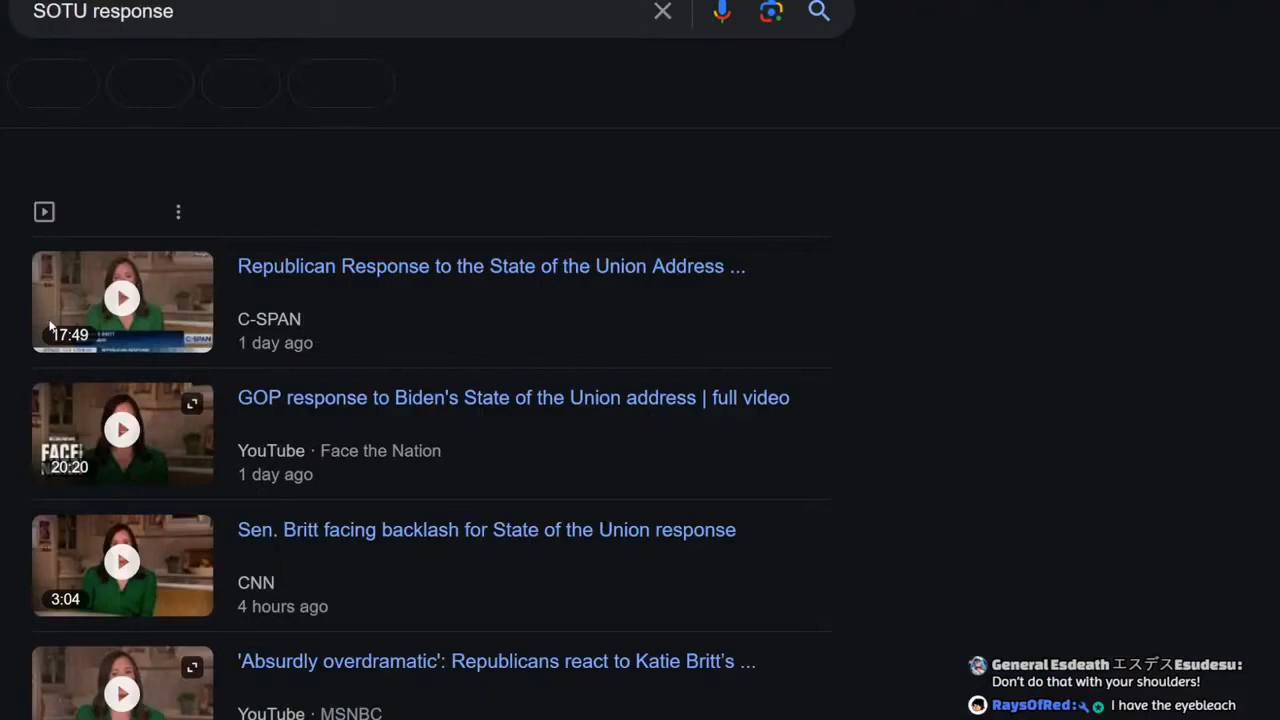 SOTU response
Republican Response to the State of the Union Address ...
17:49
C-SPAN
C-SPAN
1 day ago
GOP response to Biden's State of the Union address | full video
FACE
20:20
YouTube · Face the Nation
1 day ago
Sen. Britt facing backlash for State of the Union response
CNN
3:04
4 hours ago
'Absurdly overdramatic': Republicans react to Katie Britt’s ...
YouTube · MSNBC
General Esdeath エスデスEsudesu:
Don't do that with your shoulders!
RaysOfRed: I have the eyebleach